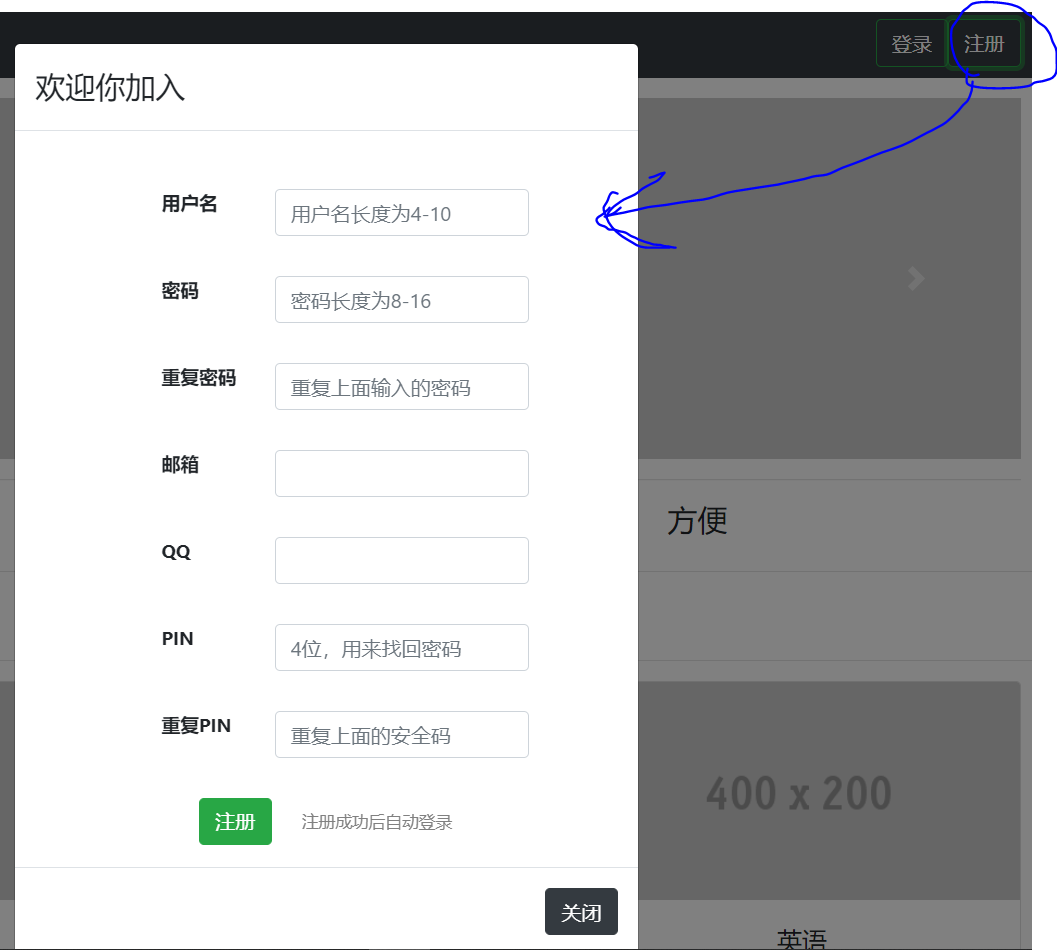 登录 注册
欢迎你加入
用户名 用户名长度为4-10
密码 密码长度为8-16
重复密码 重复上面输入的密码
邮箱
QQ
PIN 4位，用来找回密码
重复PIN 重复上面的安全码
注册 注册成功后自动登录
关闭
方便
400 x 200
英语